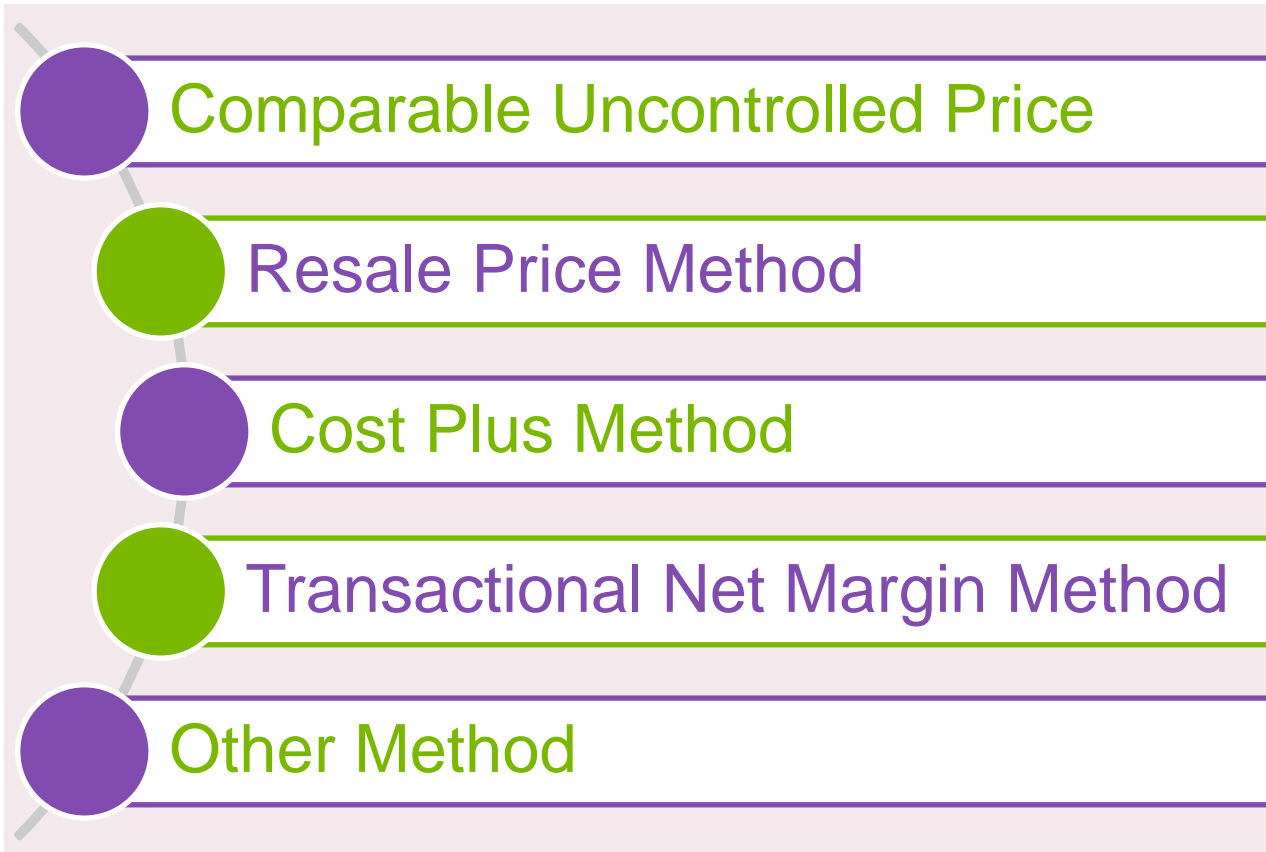 Comparable Uncontrolled Price
Resale Price Method
Cost Plus Method
Transactional Net Margin Method
Other Method